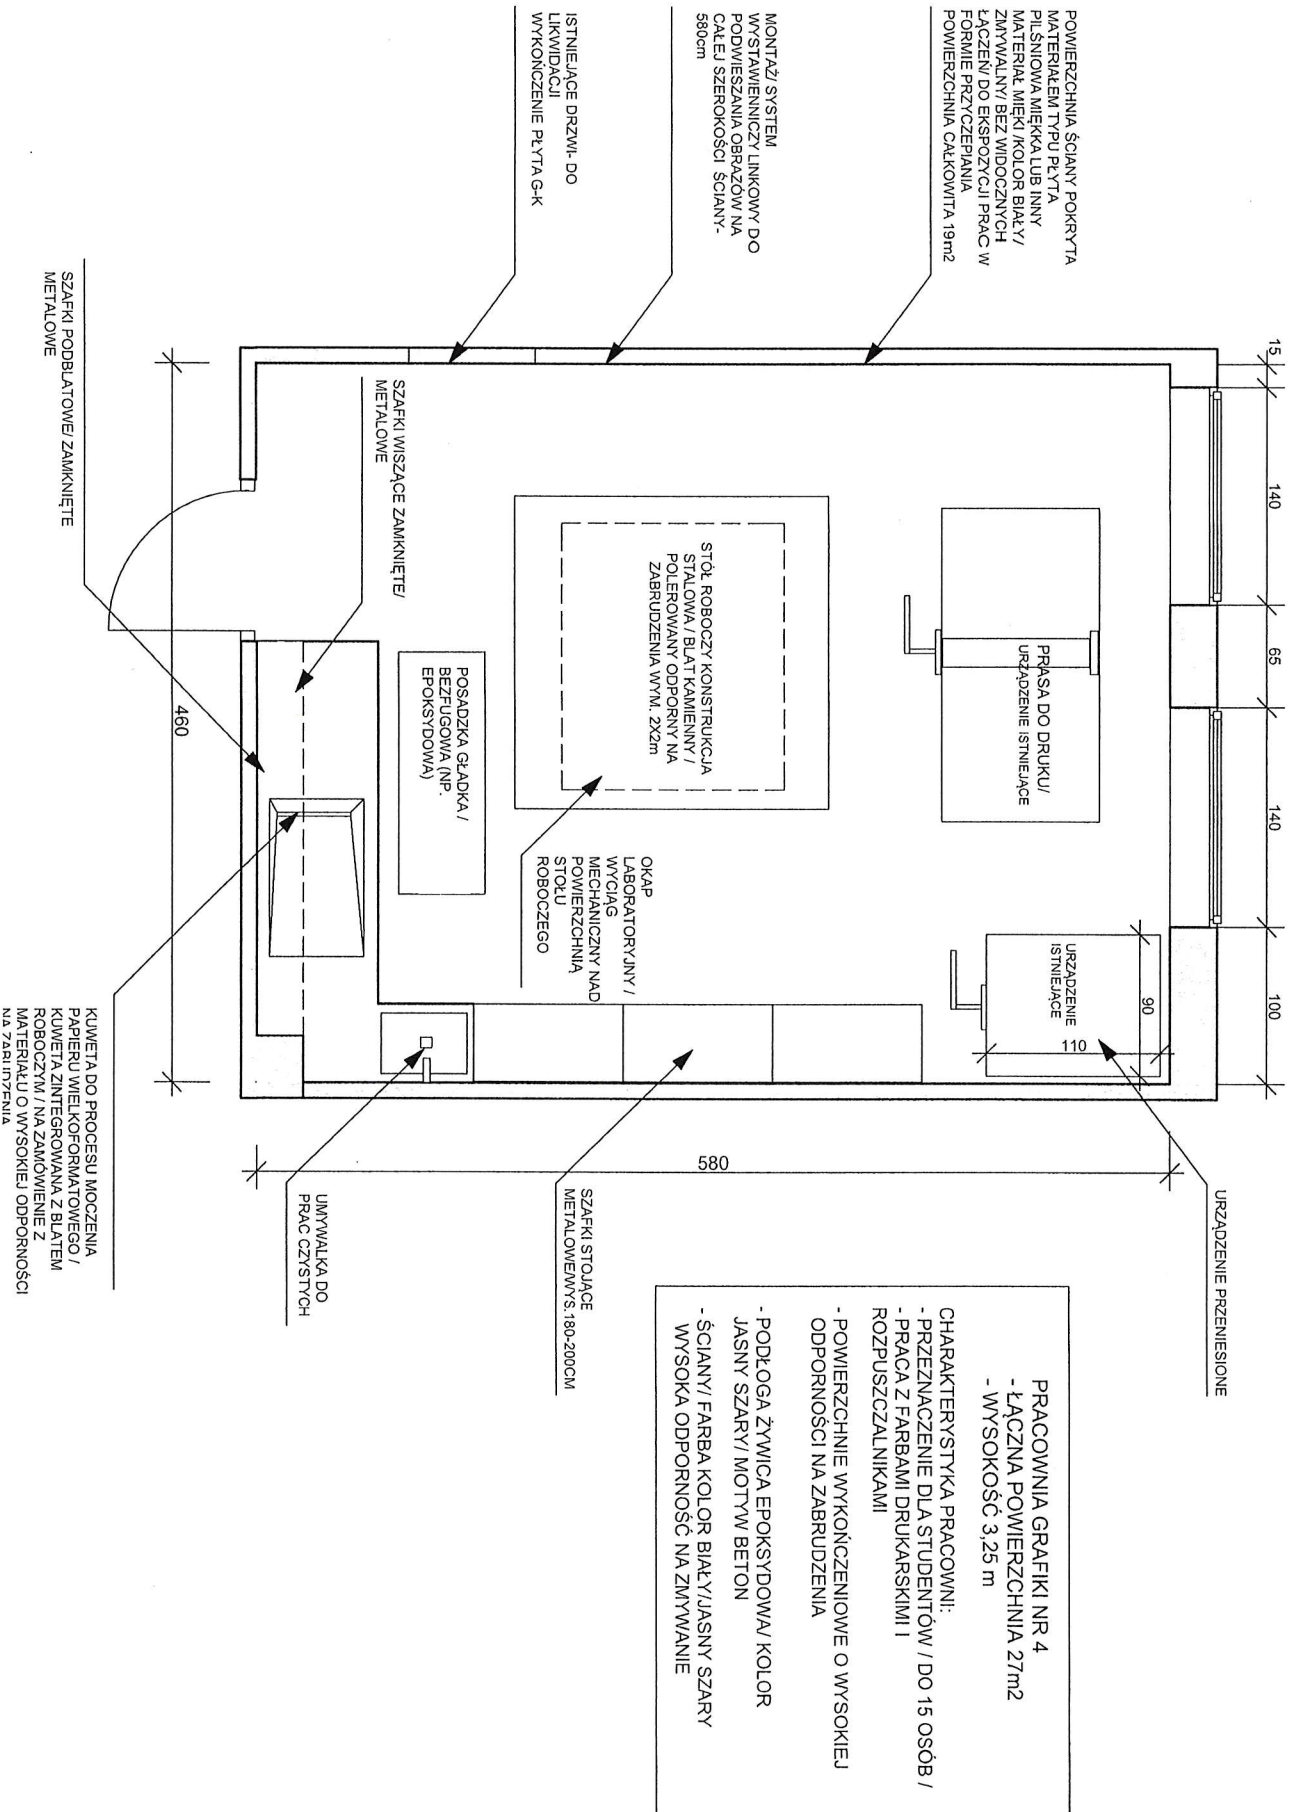 POWIERZCHNIA ŚCIANY POKRYTA
MATERIAŁEM TYPU PŁYTA
PILŚNIOWA MIĘKKA LUB INNY
MATERIAŁ MIĘKI /KOLOR BIAŁY/
ZMYWALNY/ BEZ WIDOCZNYCH
ŁĄCZEŃ/ DO EKSPOZYCJI PRAC W
FORMIE PRZYCZEPIANIA
POWIERZCHNIA CAŁKOWITA 19m2
MONTAŻ/ SYSTEM
WYSTAWIENNICZY LINKOWY DO
PODWIESZANIA OBRAZÓW NA
CAŁEJ SZEROKOŚCI ŚCIANY-
580cm
ISTNIEJĄCE DRZWI- DO
LIKWIDACJI
WYKOŃCZENIE PŁYTA G-K
SZAFKI PODBLATOWE/ ZAMKNIĘTE
METALOWE
15
140
65
140
100
PRASA DO DRUKU/
URZĄDZENIE ISTNIEJĄCE
URZĄDZENIE
ISTNIEJĄCE
90
110
STÓŁ ROBOCZY KONSTRUKCJA
STALOWA / BLAT KAMIENNY /
POLEROWANY ODPORNY NA
ZABRUDZENIA WYM. 2X2m
OKAP
LABORATORYJNY /
WYCIĄG
MECHANICZNY NAD
POWIERZCHNIĄ
STOŁU
ROBOCZEGO
SZAFKI WISZĄCE ZAMKNIĘTE/
METALOWE
POSADZKA GŁADKA /
BEZFUGOWA (NP.
EPOKSYDOWA)
460
580
URZĄDZENIE PRZENIESIONE
SZAFKI STOJĄCE
METALOWE/WYS.180-200CM
UMYWALKA DO
PRAC CZYSTYCH
KUWETA DO PROCESU MOCZENIA
PAPIERU WIELKOFORMATOWEGO /
KUWETA ZINTEGROWANA Z BLATEM
ROBOCZYM / NA ZAMÓWIENIE Z
MATERIAŁU O WYSOKIEJ ODPORNOŚCI
NA ZABRUDZENIA
PRACOWNIA GRAFIKI NR 4
- ŁĄCZNA POWIERZCHNIA 27m2
- WYSOKOŚĆ 3,25 m
CHARAKTERYSTYKA PRACOWNI:
- PRZEZNACZENIE DLA STUDENTÓW / DO 15 OSÓB /
- PRACA Z FARBAMI DRUKARSKIMI I
ROZPUSZCZALNIKAMI
- POWIERZCHNIE WYKOŃCZENIOWE O WYSOKIEJ
ODPORNOŚCI NA ZABRUDZENIA
- PODŁOGA ŻYWICA EPOKSYDOWA/ KOLOR
JASNY SZARY/ MOTYW BETON
- ŚCIANY/ FARBA KOLOR BIAŁY/JASNY SZARY
WYSOKA ODPORNOŚĆ NA ZMYWANIE